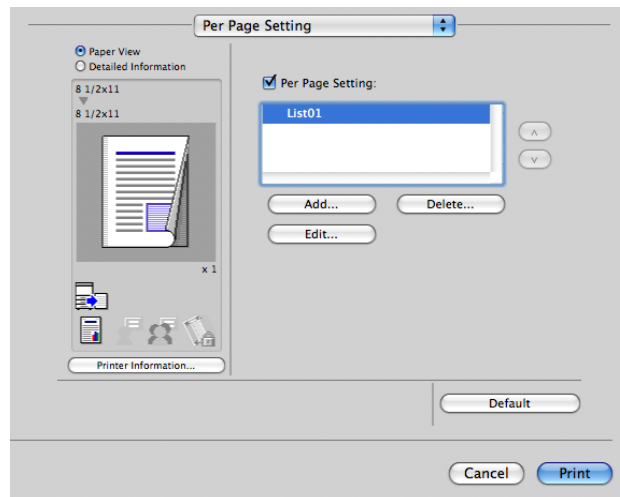 Per Page Setting
Paper View
Detailed Information
8 1/2x11
8 1/2x11
x 1
Printer Information...
Per Page Setting:
List01
Add...
Delete...
Edit...
Default
Cancel
Print